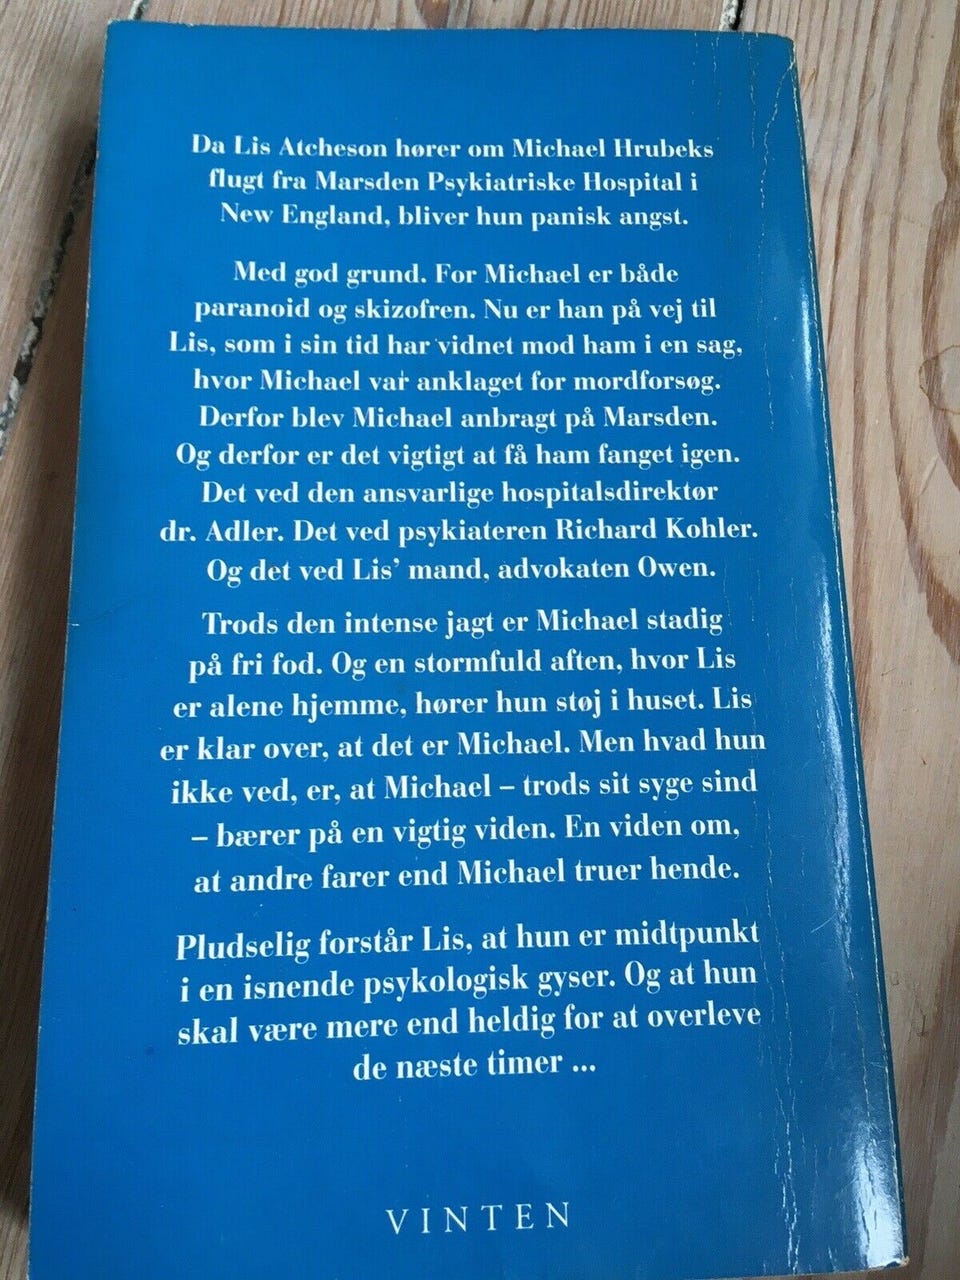 Da Lis Atcheson hører om Michael Hrubeks
flugt fra Marsden Psykiatriske Hospital i
New England, bliver hun panisk angst.
Med god grund. For Michael er både
paranoid og skizofren. Nu er han på vej til
Lis, som i sin tid har vidnet mod ham i en sag,
hvor Michael var anklaget for mordforsøg.
Derfor blev Michael anbragt på Marsden.
Og derfor er det vigtigt at få ham fanget igen.
Det ved den ansvarlige hospitalsdirektør
dr. Adler. Det ved psykiateren Richard Kohler.
Og det ved Lis’ mand, advokaten Owen.
Trods den intense jagt er Michael stadig
på fri fod. Og en stormfuld aften, hvor Lis
er alene hjemme, hører hun støj i huset. Lis
er klar over, at det er Michael. Men hvad hun
ikke ved, er, at Michael – trods sit syge sind
– bærer på en vigtig viden. En viden om,
at andre farer end Michael truer hende.
Pludselig forstår Lis, at hun er midtpunkt
i en isnende psykologisk gyser. Og at hun
skal være mere end heldig for at overleve
de næste timer ...
VINTEN